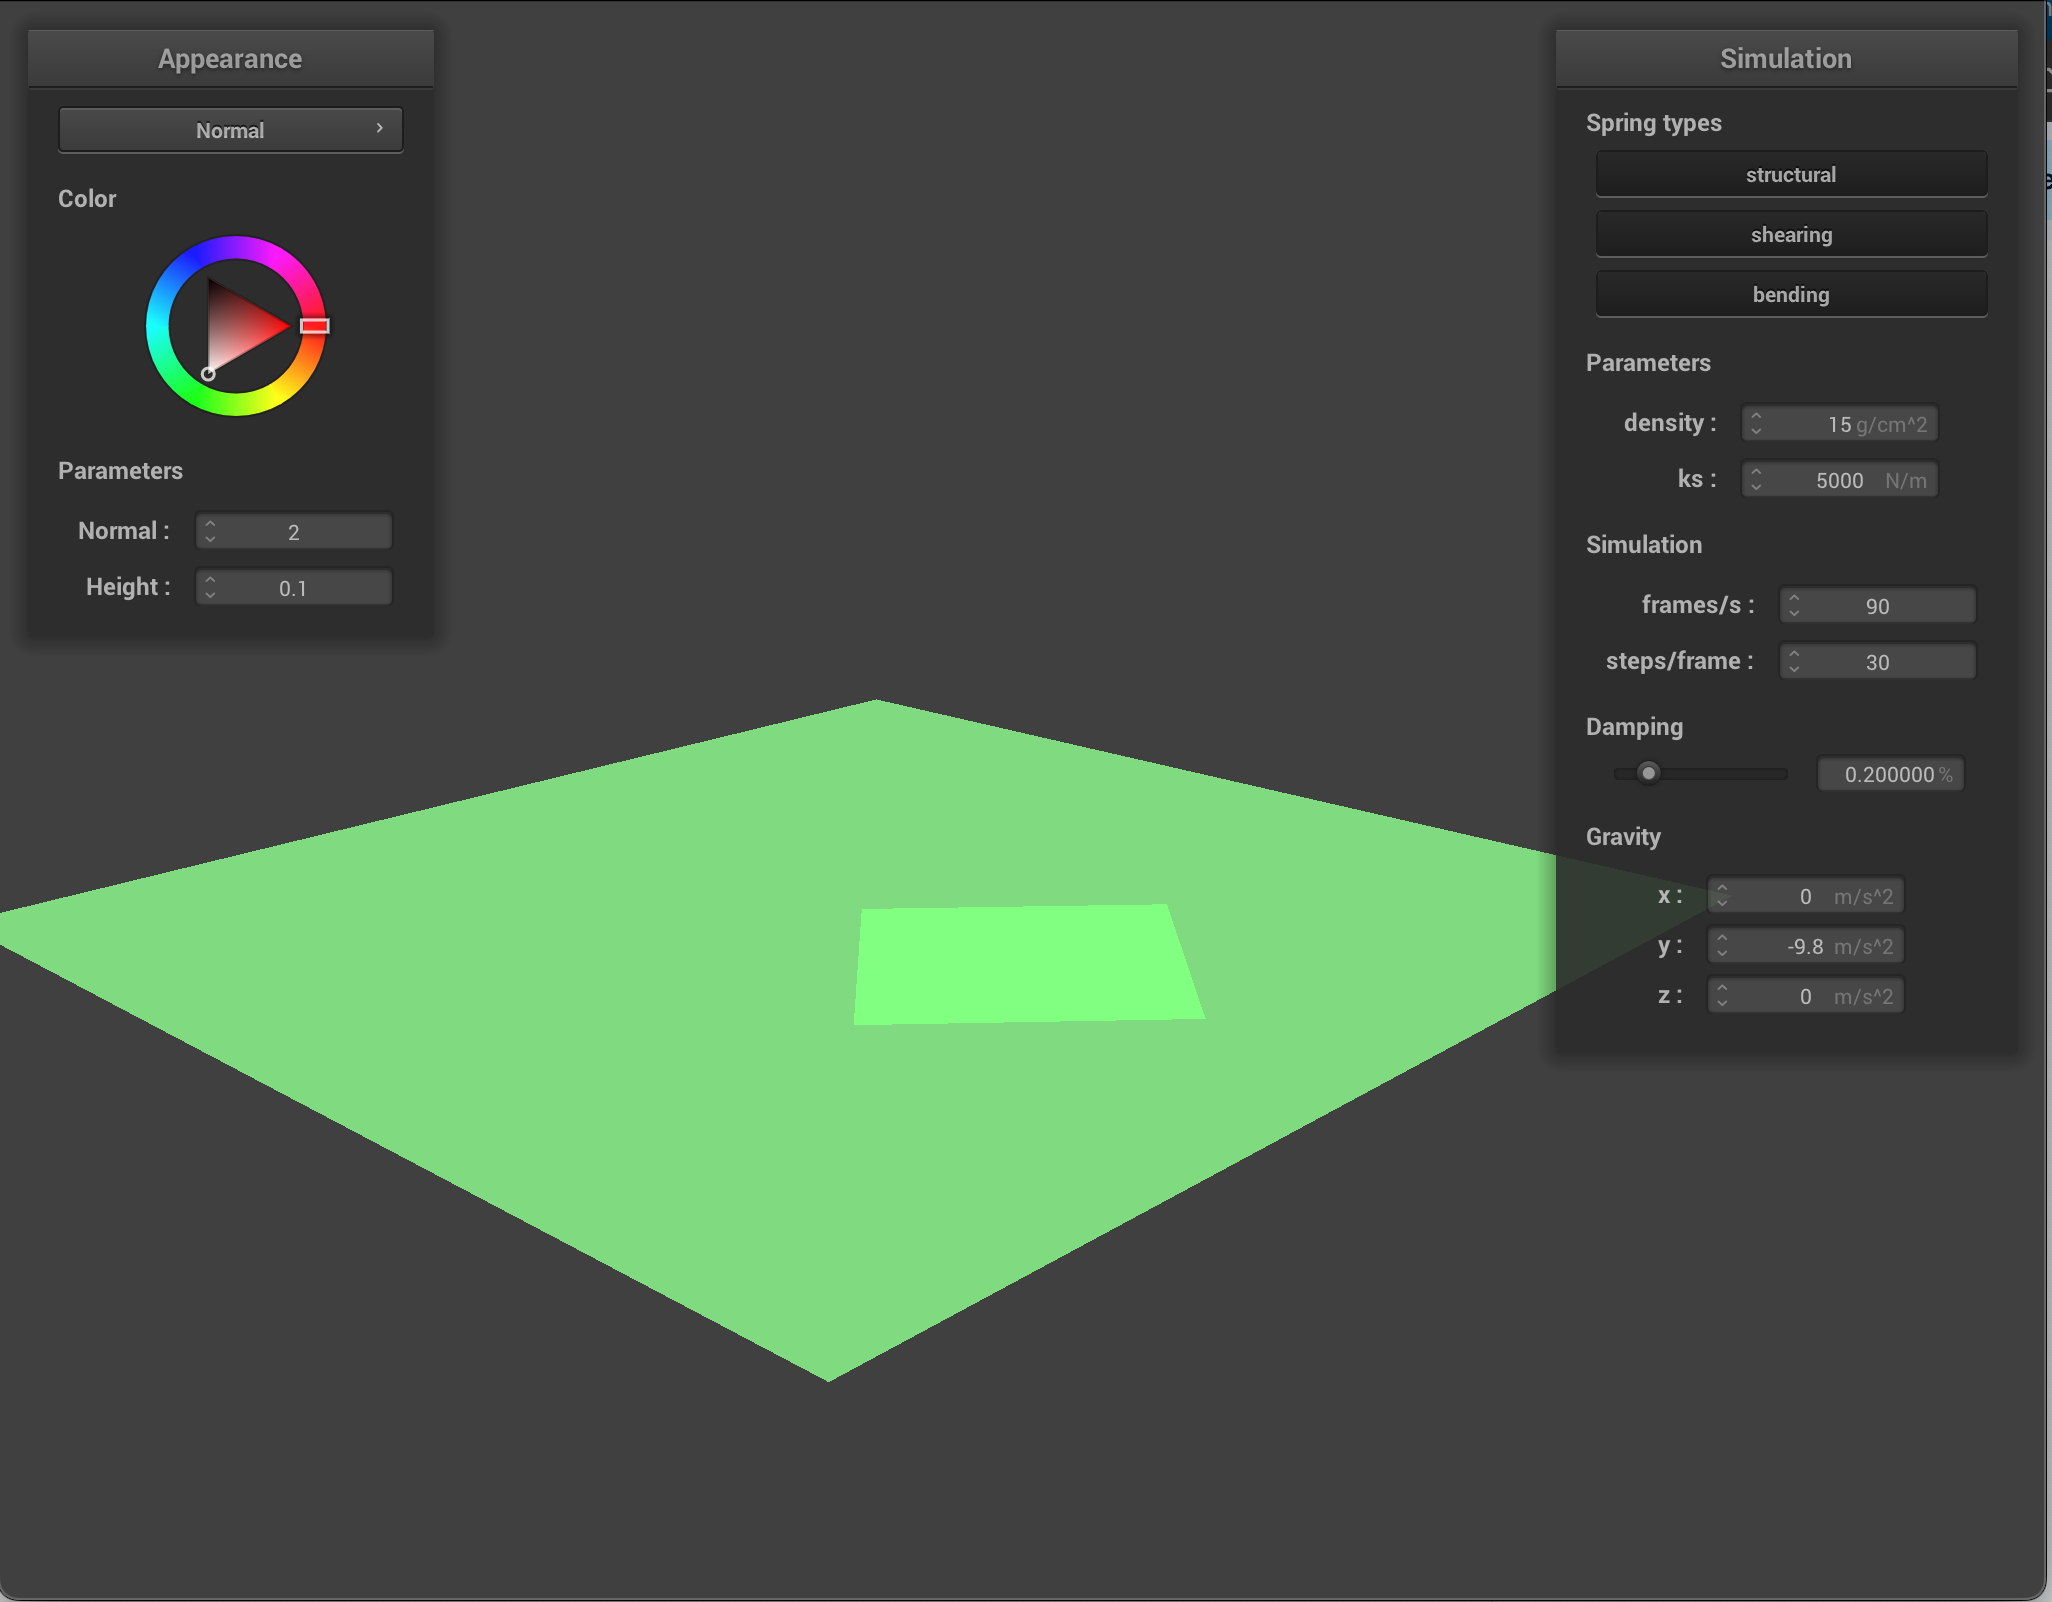 Appearance
Normal
Color
Parameters
Normal : 2
Height : 0.1
Simulation
Spring types
structural
shearing
bending
Parameters
density : 15 g/cm^2
ks : 5000 N/m
Simulation
frames/s : 90
steps/frame : 30
Damping
0.200000 %
Gravity
x : 0 m/s^2
y : -9.8 m/s^2
z : 0 m/s^2